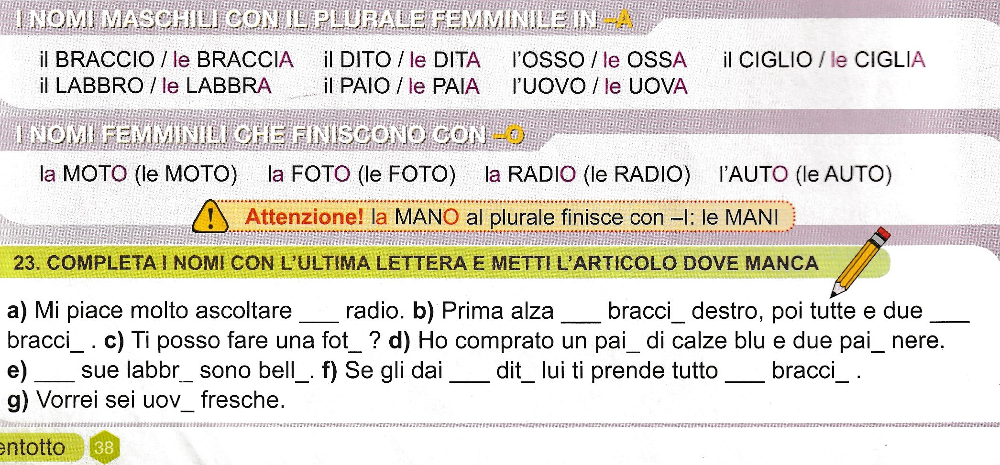 I NOMI MASCHILI CON IL PLURALE FEMMINILE IN –A
il BRACCIO / le BRACCIA il DITO / le DITA l’OSSO / le OSSA il CIGLIO / le CIGLIA
il LABBRO / le LABBRA il PAIO / le PAIA l’UOVO / le UOVA
I NOMI FEMMINILI CHE FINISCONO CON –O
la MOTO (le MOTO) la FOTO (le FOTO) la RADIO (le RADIO) l’AUTO (le AUTO)
! Attenzione! la MANO al plurale finisce con –I: le MANI
23. COMPLETA I NOMI CON L’ULTIMA LETTERA E METTI L’ARTICOLO DOVE MANCA
a) Mi piace molto ascoltare ___ radio. b) Prima alza ___ bracci_ destro, poi tutte e due ___
bracci_ . c) Ti posso fare una fot_ ? d) Ho comprato un pai_ di calze blu e due pai_ nere.
e) ___ sue labbr_ sono bell_. f) Se gli dai ___ dit_ lui ti prende tutto ___ bracci_ .
g) Vorrei sei uov_ fresche.
entotto 38